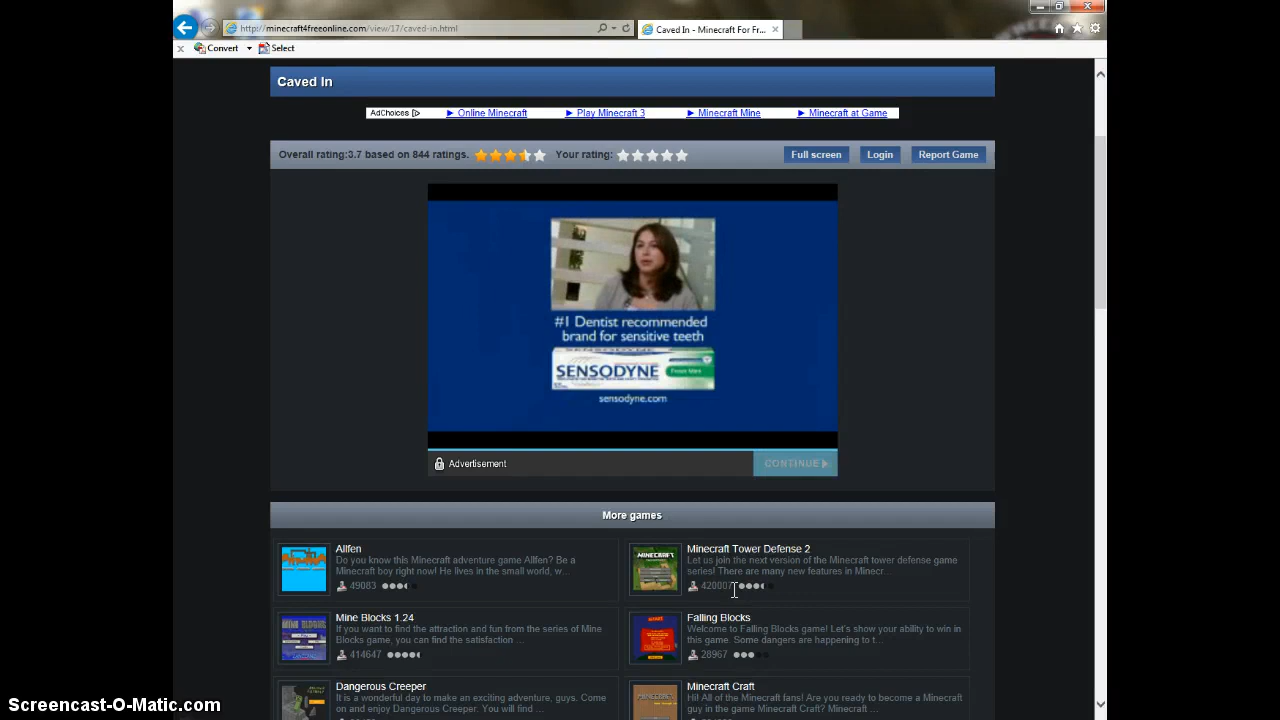 http://minecraft4freeonline.com/view/17/caved-in.html
Caved In - Minecraft For Fr...
Convert
Select
Caved In
AdChoices
Online Minecraft
Play Minecraft 3
Minecraft Mine
Minecraft at Game
Overall rating:3.7 based on 844 ratings.
Your rating:
Full screen
Login
Report Game
#1 Dentist recommended
brand for sensitive teeth
SENSODYNE
sensodyne.com
Advertisement
CONTINUE
More games
Allfen
Do you know this Minecraft adventure game Allfen? Be a
Minecraft boy right now! He lives in the small world, w...
49083
Minecraft Tower Defense 2
Let us join the next version of the Minecraft tower defense game
series! There are many new features in Minecr...
420007
Mine Blocks 1.24
If you want to find the attraction and fun from the series of Mine
Blocks game, you can find the satisfaction ...
414647
Falling Blocks
Welcome to Falling Blocks game! Let's show your ability to win in
this game. Some dangers are happening to t...
28967
Dangerous Creeper
It is a wonderful day to make an exciting adventure, guys. Come
on and enjoy Dangerous Creeper. You will find ...
Minecraft Craft
Hi! All of the Minecraft fans! Are you ready to become a Minecraft
guy in the game Minecraft Craft? Minecraft ...
Screencast-O-Matic.com